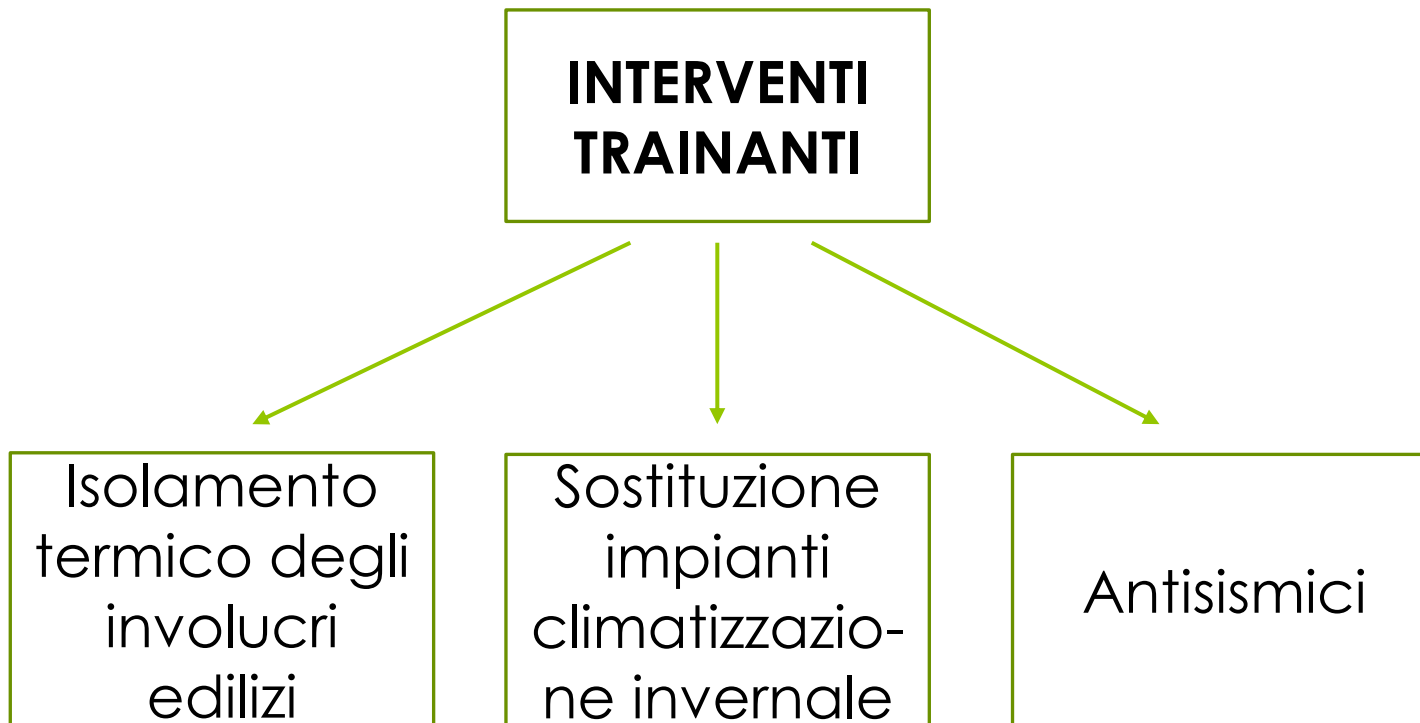 INTERVENTI
TRAINANTI
Isolamento
termico degli
involucri
edilizi
Sostituzione
impianti
climatizzazio-
ne invernale
Antisismici